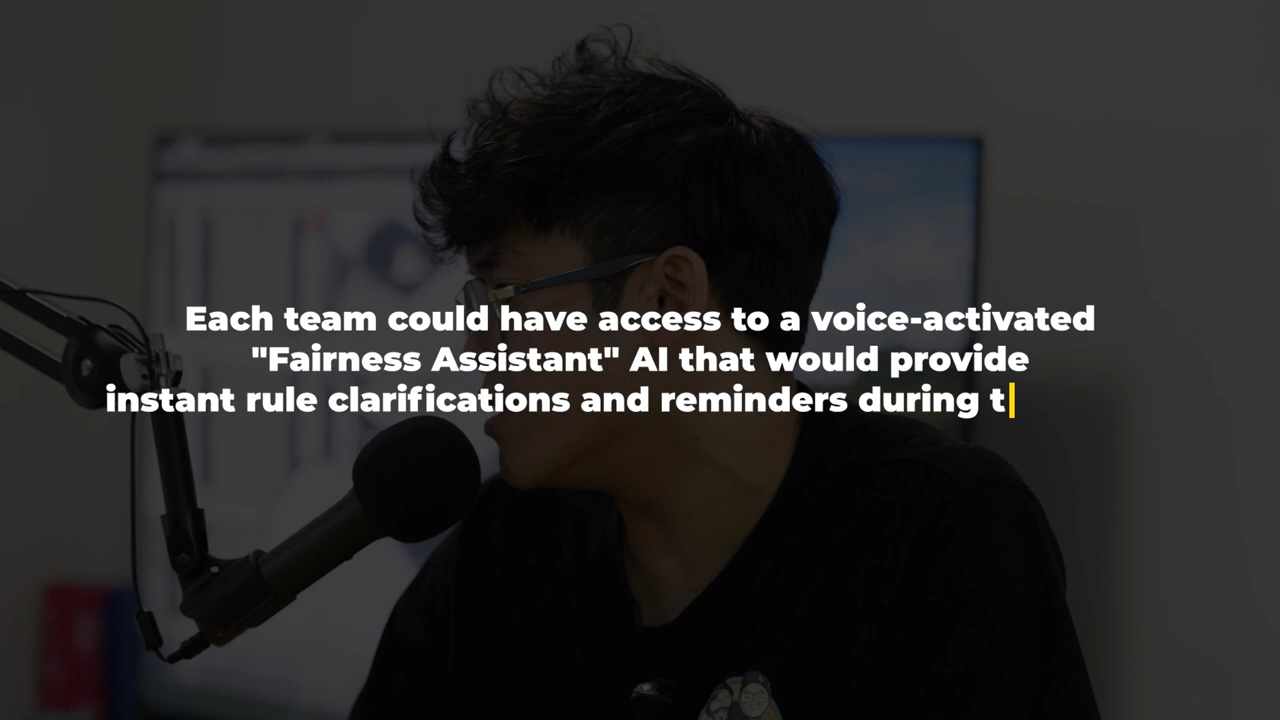 Each team could have access to a voice-activated
"Fairness Assistant" AI that would provide
instant rule clarifications and reminders during t